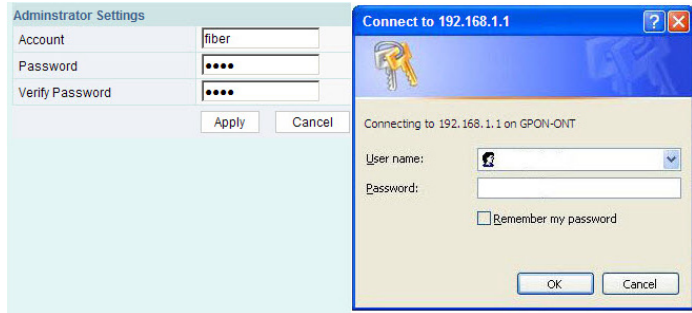 Adminstrator Settings
Account
fiber
Password
••••
Verify Password
••••
Apply
Cancel
Connect to 192.168.1.1
Connecting to 192.168.1.1 on GPON-ONT
User name:
Password:
Remember my password
OK
Cancel